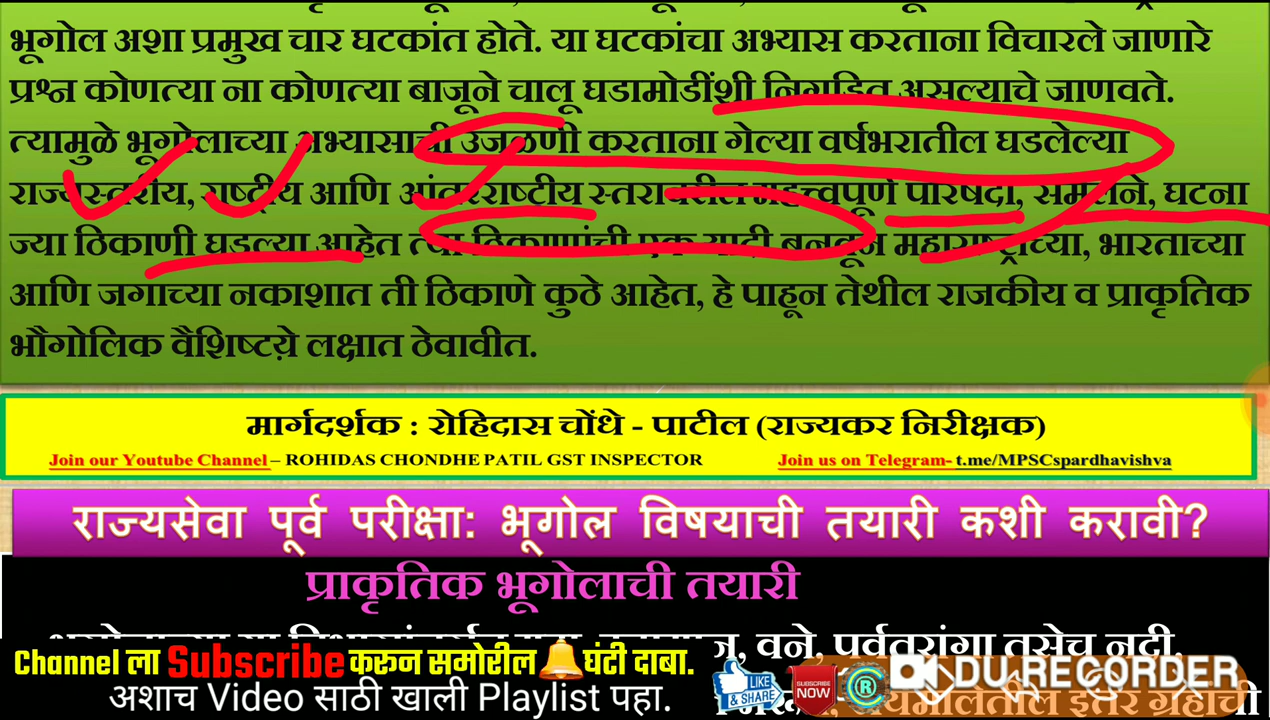 भूगोल अशा प्रमुख चार घटकांत होते. या घटकांचा अभ्यास करताना विचारले जाणारे
प्रश्न कोणत्या ना कोणत्या बाजूने चालू घडामोडींशी निगडित असल्याचे जाणवते.
त्यामुळे भूगोलाच्या अभ्यासाची उजळणी करताना गेल्या वर्षभरातील घडलेल्या
राज्यस्तरीय, राष्ट्रीय आणि आंतरराष्ट्रीय स्तरावरील महत्त्वपूर्ण परिषदा, संमेलने, घटना
ज्या ठिकाणी घडल्या आहेत त्या ठिकाणांची एक यादी बनवून महाराष्ट्राच्या, भारताच्या
आणि जगाच्या नकाशात ती ठिकाणे कुठे आहेत, हे पाहून तेथील राजकीय व प्राकृतिक
भौगोलिक वैशिष्टय़े लक्षात ठेवावीत.
मार्गदर्शक : रोहिदास चोंधे - पाटील (राज्यकर निरीक्षक)
Join our Youtube Channel – ROHIDAS CHONDHE PATIL GST INSPECTOR Join us on Telegram- t.me/MPSCspardhavishva
राज्यसेवा पूर्व परीक्षा: भूगोल विषयाची तयारी कशी करावी?
प्राकृतिक भूगोलाची तयारी
वने, पर्वतरांगा तसेच नदी,
Channel ला Subscribe करून समोरील घंटी दाबा.
अशाच Video साठी खाली Playlist पहा.
LIKE & SHARE
SUBSCRIBE NOW
R
DU RECORDER
इतर ग्रहांची